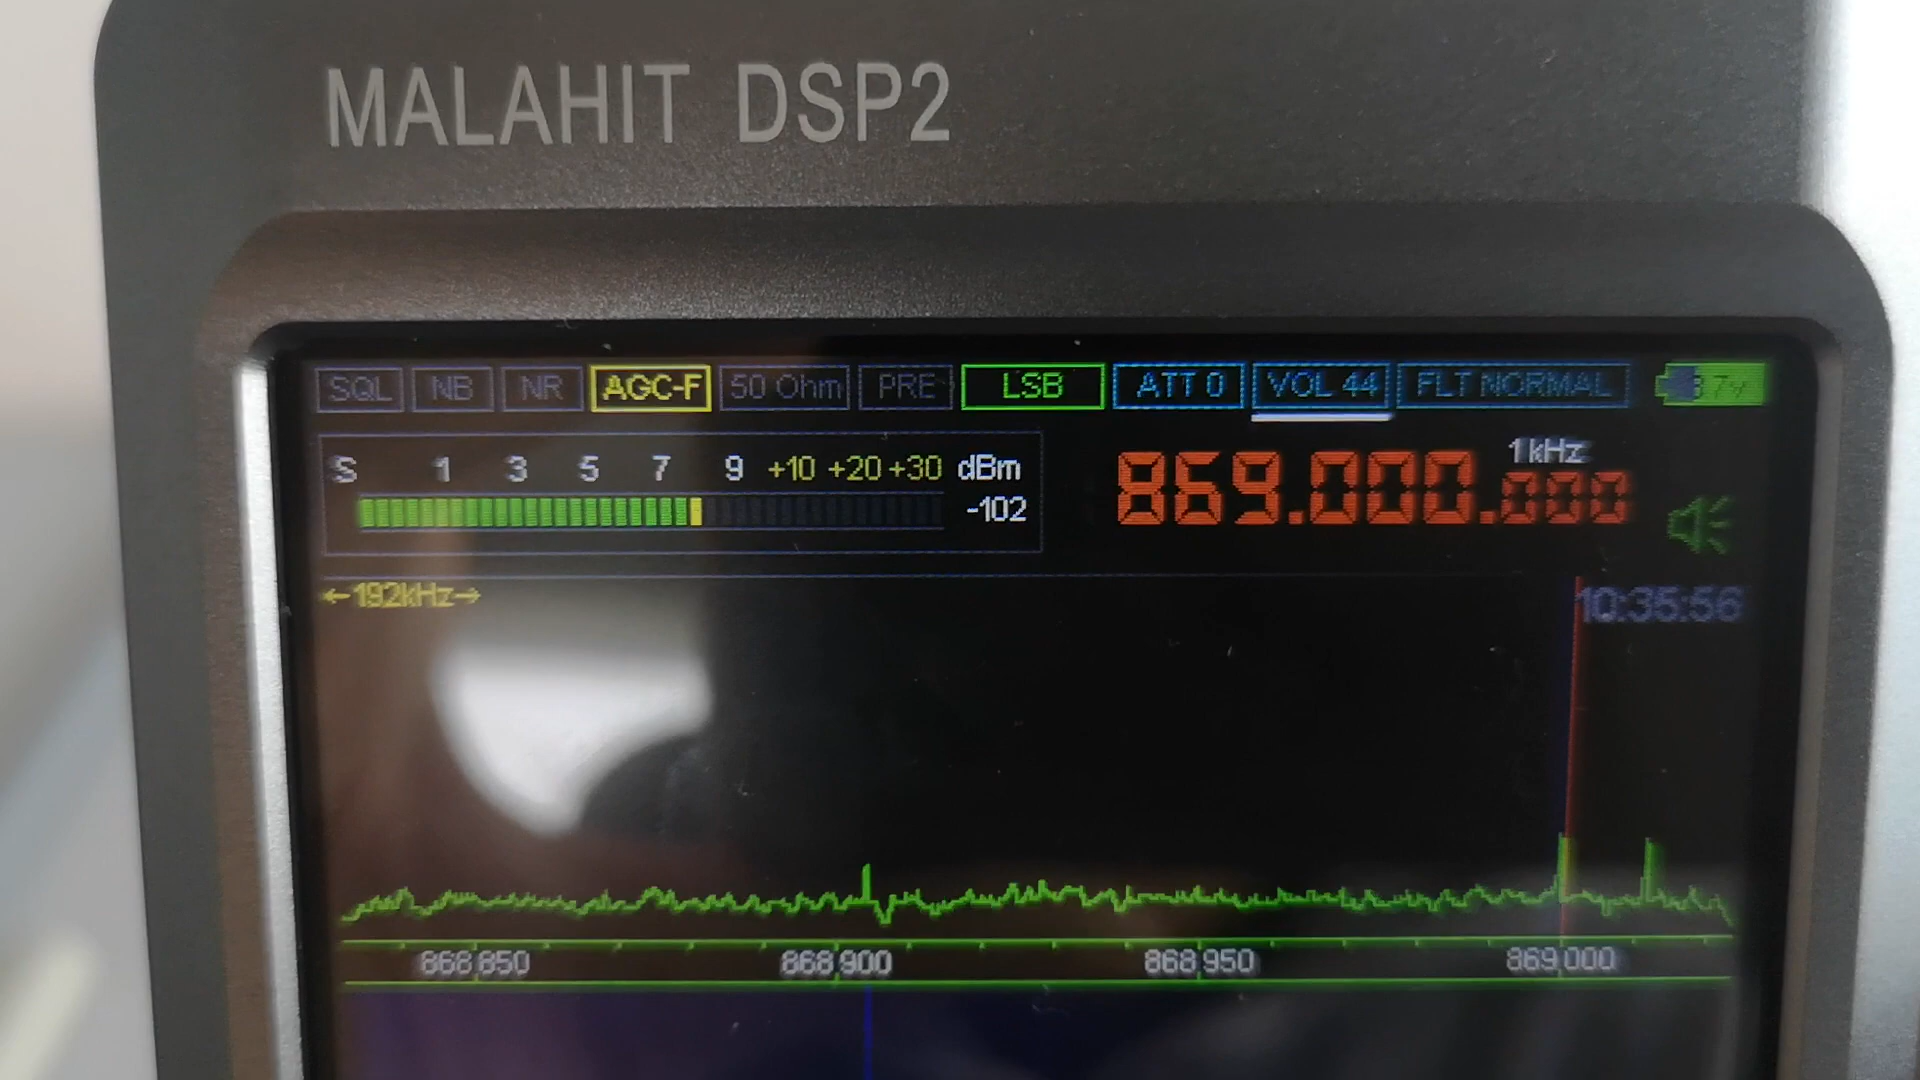 MALAHIT DSP2
SQL NB NR AGC-F 50 Ohm PRE LSB ATT 0 VOL 44 FLT NORMAL
S 1 3 5 7 9 +10 +20 +30 dBm
-102
1 kHz
869.000.000
←192kHz→
10:35:56
868 850 868 900 868 950 869 000